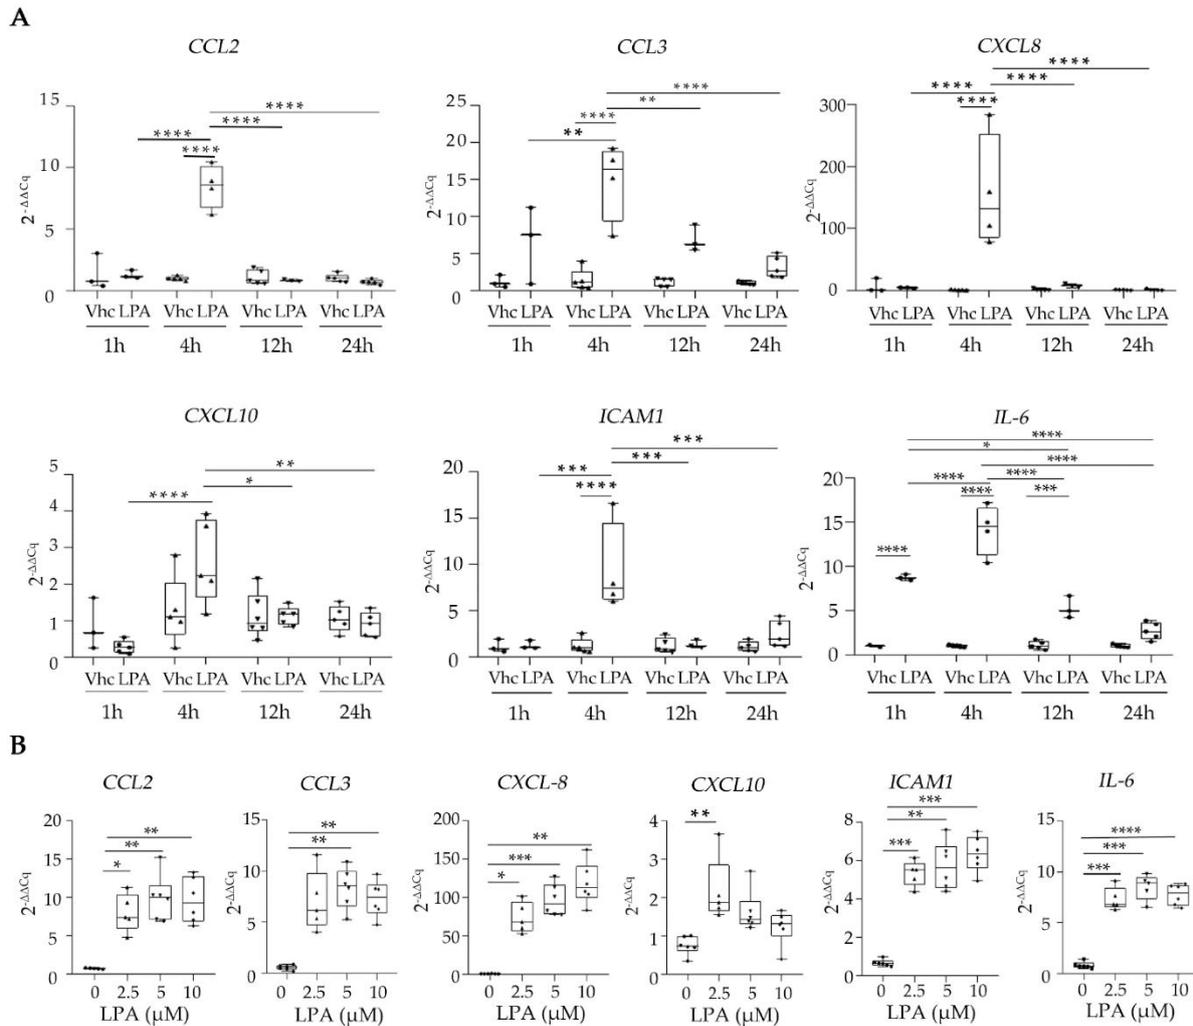 A
CCL2 CCL3 CXCL8
**** **** **** ****
2-ΔΔCq 15 10 5 0
Vhc LPA Vhc LPA Vhc LPA Vhc LPA
1h 4h 12h 24h
**** ** **** **
2-ΔΔCq 25 20 15 10 5 0
Vhc LPA Vhc LPA Vhc LPA Vhc LPA
1h 4h 12h 24h
**** **** **** ****
2-ΔΔCq 300 200 100 0
Vhc LPA Vhc LPA Vhc LPA Vhc LPA
1h 4h 12h 24h
CXCL10 ICAM1 IL-6
** * ****
2-ΔΔCq 5 4 3 2 1 0
Vhc LPA Vhc LPA Vhc LPA Vhc LPA
1h 4h 12h 24h
*** *** *** ****
2-ΔΔCq 20 15 10 5 0
Vhc LPA Vhc LPA Vhc LPA Vhc LPA
1h 4h 12h 24h
**** * **** **** **** **** *** ****
2-ΔΔCq 20 15 10 5 0
Vhc LPA Vhc LPA Vhc LPA Vhc LPA
1h 4h 12h 24h
B
CCL2 CCL3 CXCL-8 CXCL10 ICAM1 IL-6
** ** *
2-ΔΔCq 20 15 10 5 0
0 2.5 5 10
LPA (µM)
** **
2-ΔΔCq 15 10 5 0
0 2.5 5 10
LPA (µM)
** *** *
2-ΔΔCq 200 150 100 50 0
0 2.5 5 10
LPA (µM)
**
2-ΔΔCq 4 3 2 1 0
0 2.5 5 10
LPA (µM)
*** ** ***
2-ΔΔCq 8 6 4 2 0
0 2.5 5 10
LPA (µM)
**** *** ***
2-ΔΔCq 15 10 5 0
0 2.5 5 10
LPA (µM)